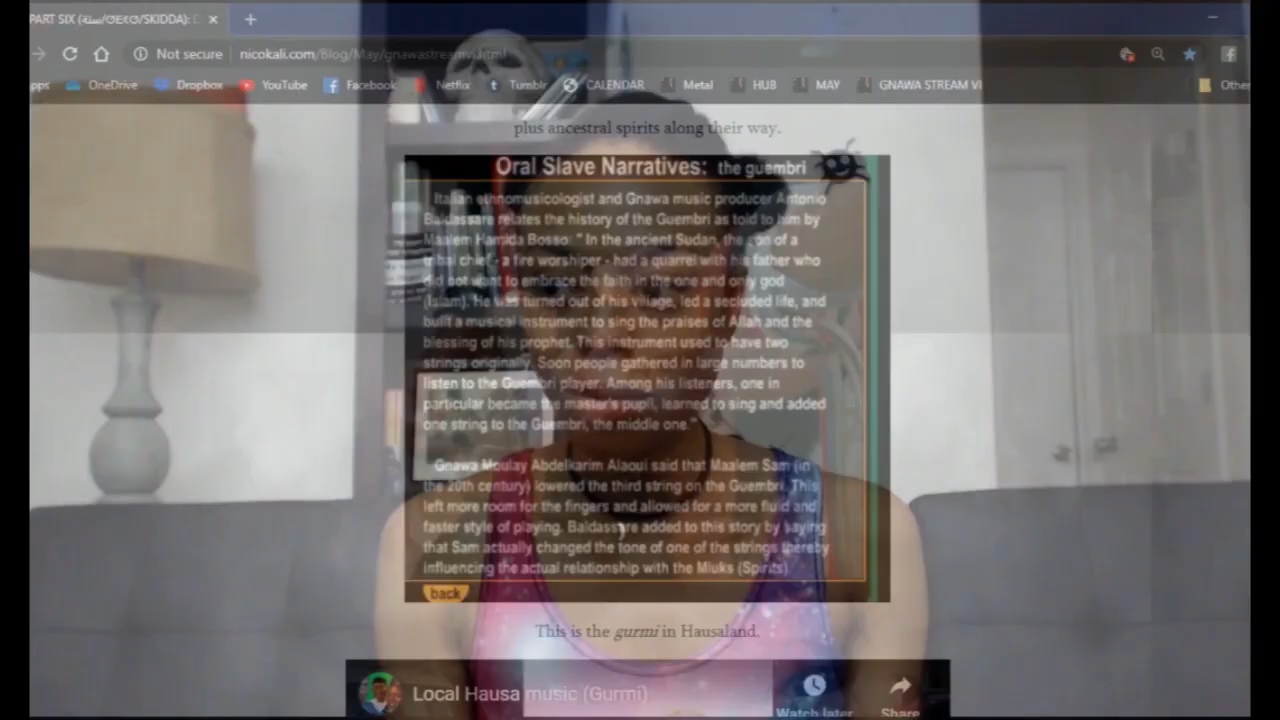 PART SIX (ستة/ⵚⴹⵉⵚ/SKIDDA):
Not secure nicokali.com/Blog/May/gnawastreamvi.html
pps OneDrive Dropbox YouTube Facebook Netflix Tumblr CALENDAR Metal HUB MAY GNAWA STREAM VI Other
plus ancestral spirits along their way.
Oral Slave Narratives: the guembri
Italian ethnomusicologist and Gnawa music producer Antonio
Baldassare relates the history of the Guembri as told to him by
Maalem Hamida Bosso: " In the ancient Sudan, the son of a
tribal chief - a fire worshiper - had a quarrel with his father who
did not want to embrace the faith in the one and only god
(Islam). He was turned out of his village, led a secluded life, and
built a musical instrument to sing the praises of Allah and the
blessing of his prophet. This instrument used to have two
strings originally. Soon people gathered in large numbers to
listen to the Guembri player. Among his listeners, one in
particular became the master's pupil, learned to sing and added
one string to the Guembri, the middle one."
Gnawa Moulay Abdelkarim Alaoui said that Maalem Sam (in
the 20th century) lowered the third string on the Guembri. This
left more room for the fingers and allowed for a more fluid and
faster style of playing. Baldassare added to this story by saying
that Sam actually changed the tone of one of the strings thereby
influencing the actual relationship with the Mluks (Spirits)
back
This is the gurmi in Hausaland.
Local Hausa music (Gurmi)
Watch later Share